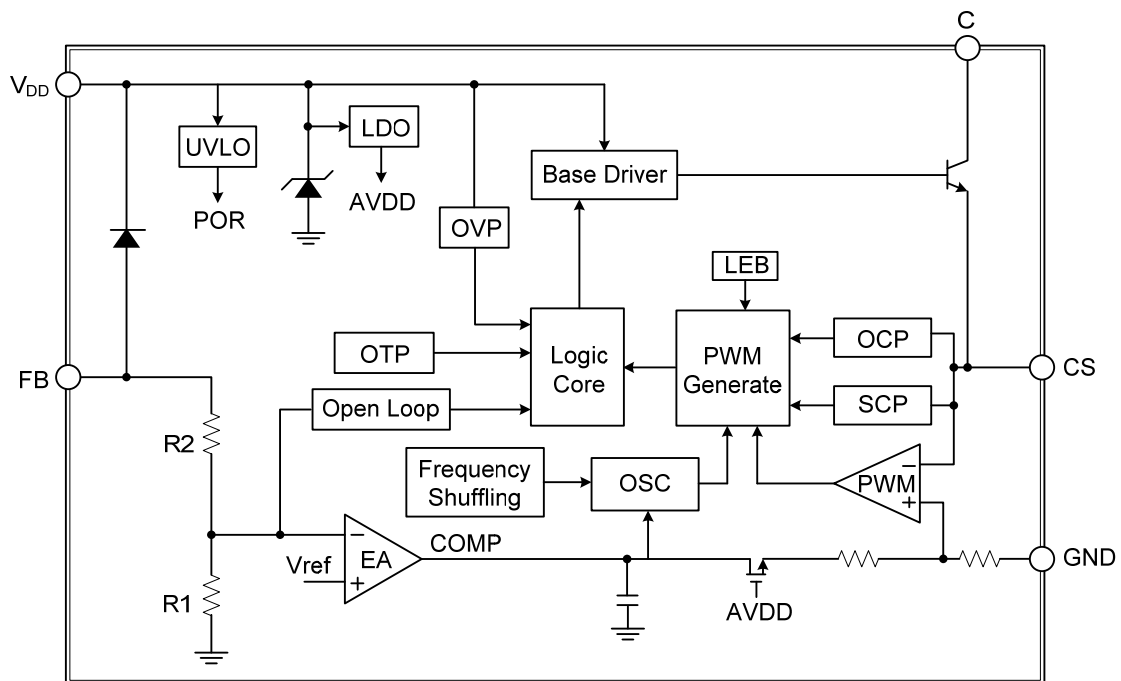 C
VDD
UVLO
LDO
POR
AVDD
Base Driver
OVP
LEB
OTP
Logic
Core
PWM
Generate
OCP
SCP
FB
CS
Open Loop
R2
Frequency
Shuffling
OSC
PWM
−
+
Vref
−
+
EA
COMP
GND
R1
AVDD